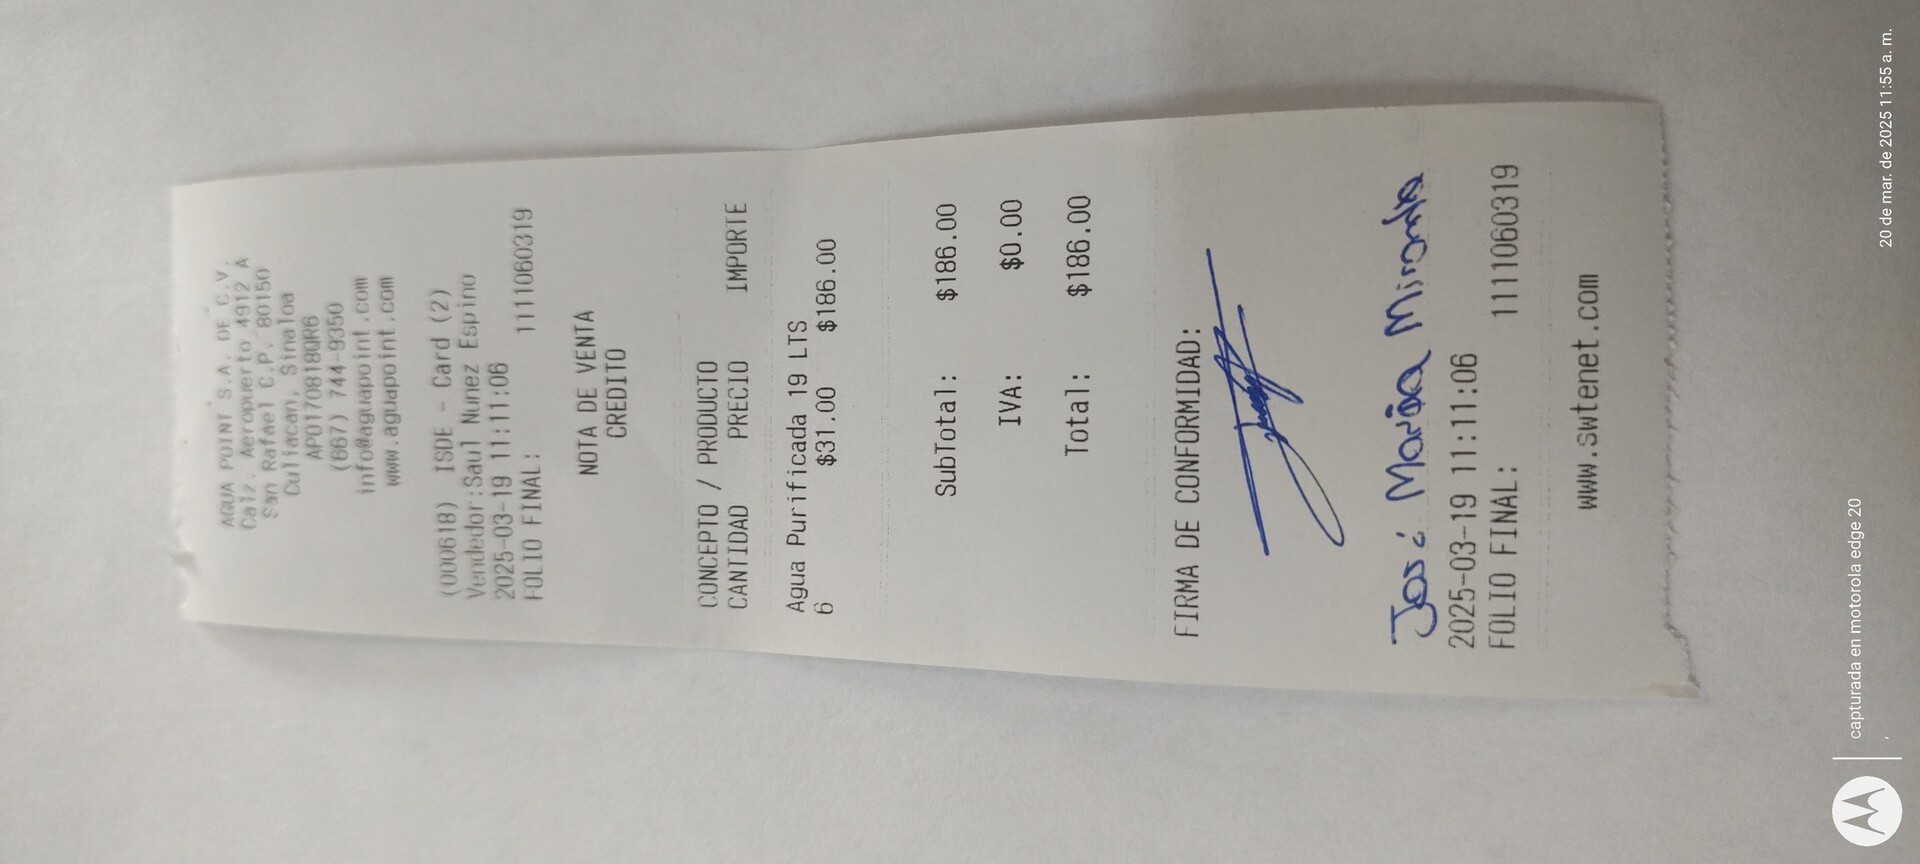 AGUA POINT S.A. DE C.V.
Calz. Aeropuerto 4912 A
San Rafael C.P. 80150
Culiacan, Sinaloa
APO170818QR6
(667) 744-9350
info@aguapoint.com
www.aguapoint.com
(000618) ISDE - Card (2)
Vendedor:Saul Nunez Espino
2025-03-19 11:11:06
FOLIO FINAL: 1111060319
NOTA DE VENTA
CREDITO
CONCEPTO / PRODUCTO
CANTIDAD PRECIO IMPORTE
Agua Purificada 19 LTS
6 $31.00 $186.00
SubTotal: $186.00
IVA: $0.00
Total: $186.00
FIRMA DE CONFORMIDAD:
José María Miranda
2025-03-19 11:11:06
FOLIO FINAL: 1111060319
www.swtenet.com
capturada en motorola edge 20
20 de mar. de 2025 11:55 a. m.